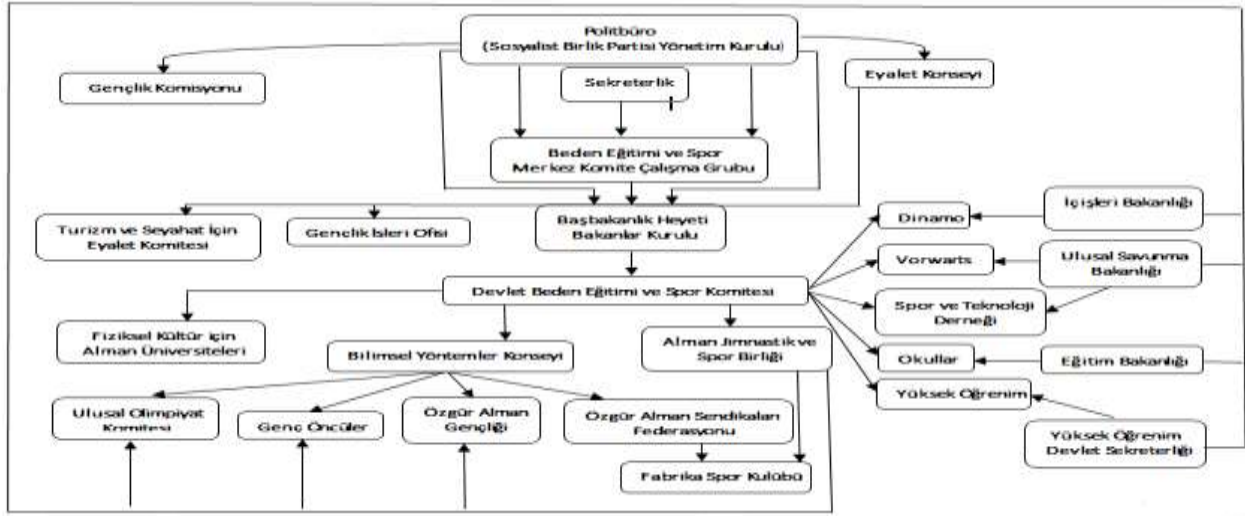 Politbüro
(Sosyalist Birlik Partisi Yönetim Kurulu)
Gençlik Komisyonu
Sekreterlik
Eyalet Konseyi
Beden Eğitimi ve Spor
Merkez Komite Çalışma Grubu
Turizm ve Seyahat İçin
Eyalet Komitesi
Gençlik İsleri Ofisi
Başbakanlık Heyeti
Bakanlar Kurulu
Dinamo
İçişleri Bakanlığı
Vorwarts
Ulusal Savunma
Bakanlığı
Devlet Beden Eğitimi ve Spor Komitesi
Spor ve Teknoloji
Derneği
Fiziksel Kültür için
Alman Üniversiteleri
Bilimsel Yöntemler Konseyi
Alman Jimnastik ve
Spor Birliği
Okullar
Eğitim Bakanlığı
Yüksek Öğrenim
Ulusal Olimpiyat
Komitesi
Genç Öncüler
Özgür Alman
Gençliği
Özgür Alman Sendikaları
Federasyonu
Yüksek Öğrenim
Devlet Sekreterliği
Fabrika Spor Kulübü